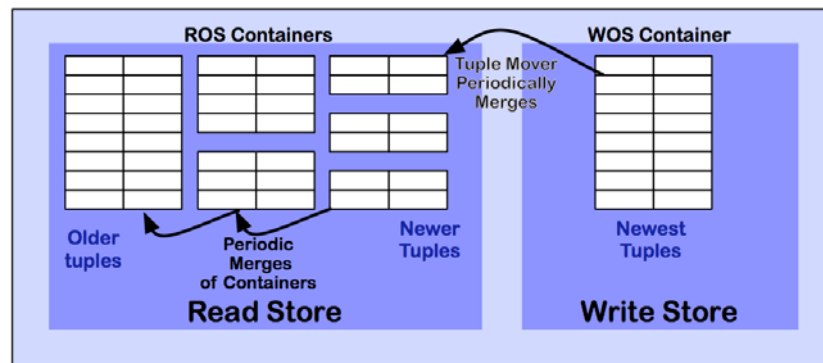 ROS Containers
WOS Container
Tuple Mover
Periodically
Merges
Older
tuples
Periodic
Merges
of Containers
Newer
Tuples
Newest
Tuples
Read Store
Write Store